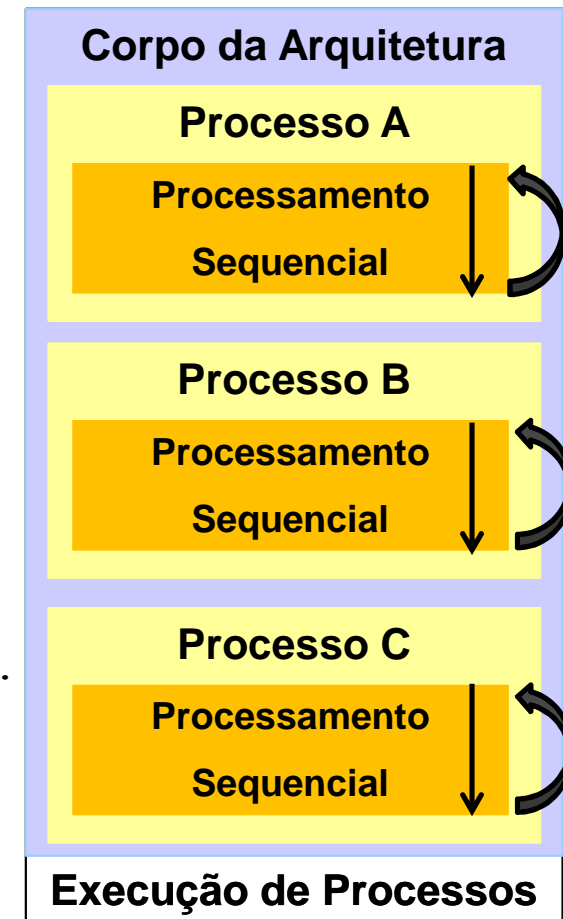 Corpo da Arquitetura
Processo A
Processamento
Sequencial
Processo B
Processamento
Sequencial
Processo C
.
Processamento
Sequencial
Execução de Processos